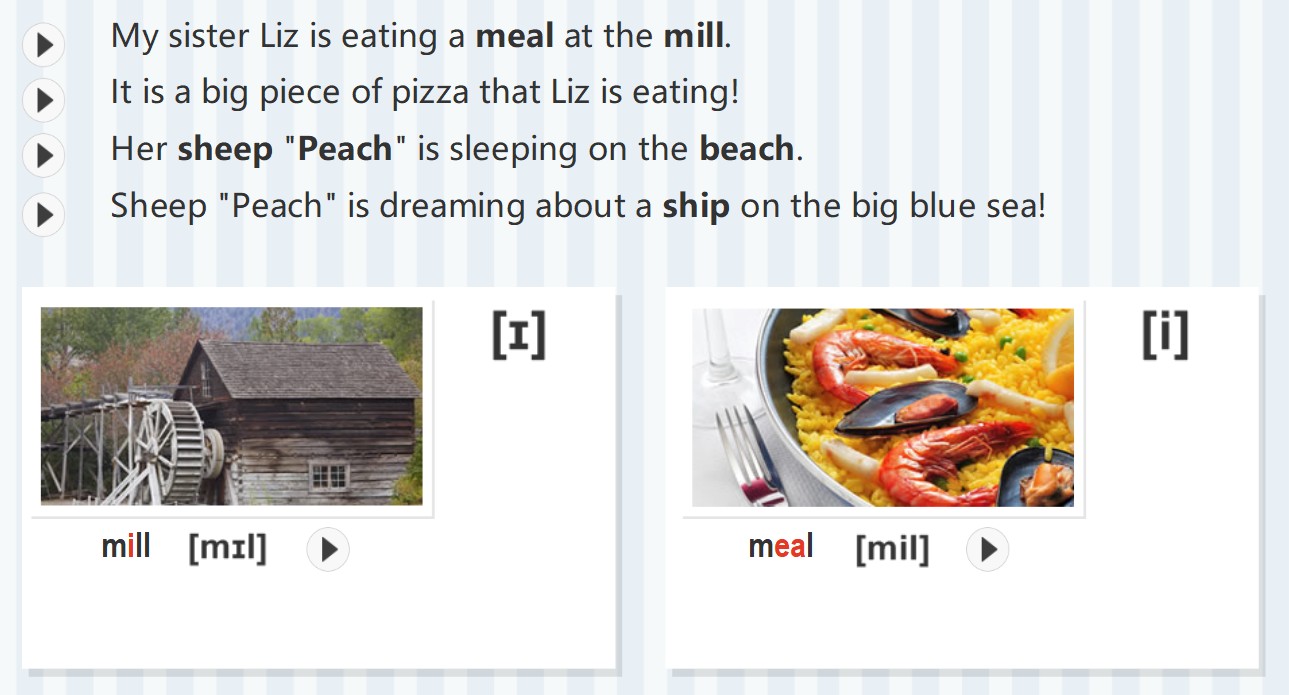 My sister Liz is eating a meal at the mill.
It is a big piece of pizza that Liz is eating!
Her sheep "Peach" is sleeping on the beach.
Sheep "Peach" is dreaming about a ship on the big blue sea!
[ɪ]
[i]
mill [mɪl]
meal [mil]